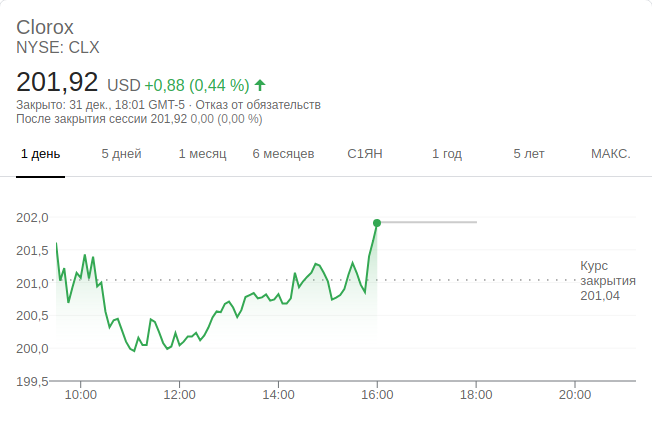 Clorox
NYSE: CLX
201,92 USD +0,88 (0,44 %)
Закрыто: 31 дек., 18:01 GMT-5 · Отказ от обязательств
После закрытия сессии 201,92 0,00 (0,00 %)
1 день 5 дней 1 месяц 6 месяцев С1ЯН 1 год 5 лет МАКС.
202,0
201,5
Курс
201,0 закрытия
201,04
200,5
200,0
199,5
10:00 12:00 14:00 16:00 18:00 20:00